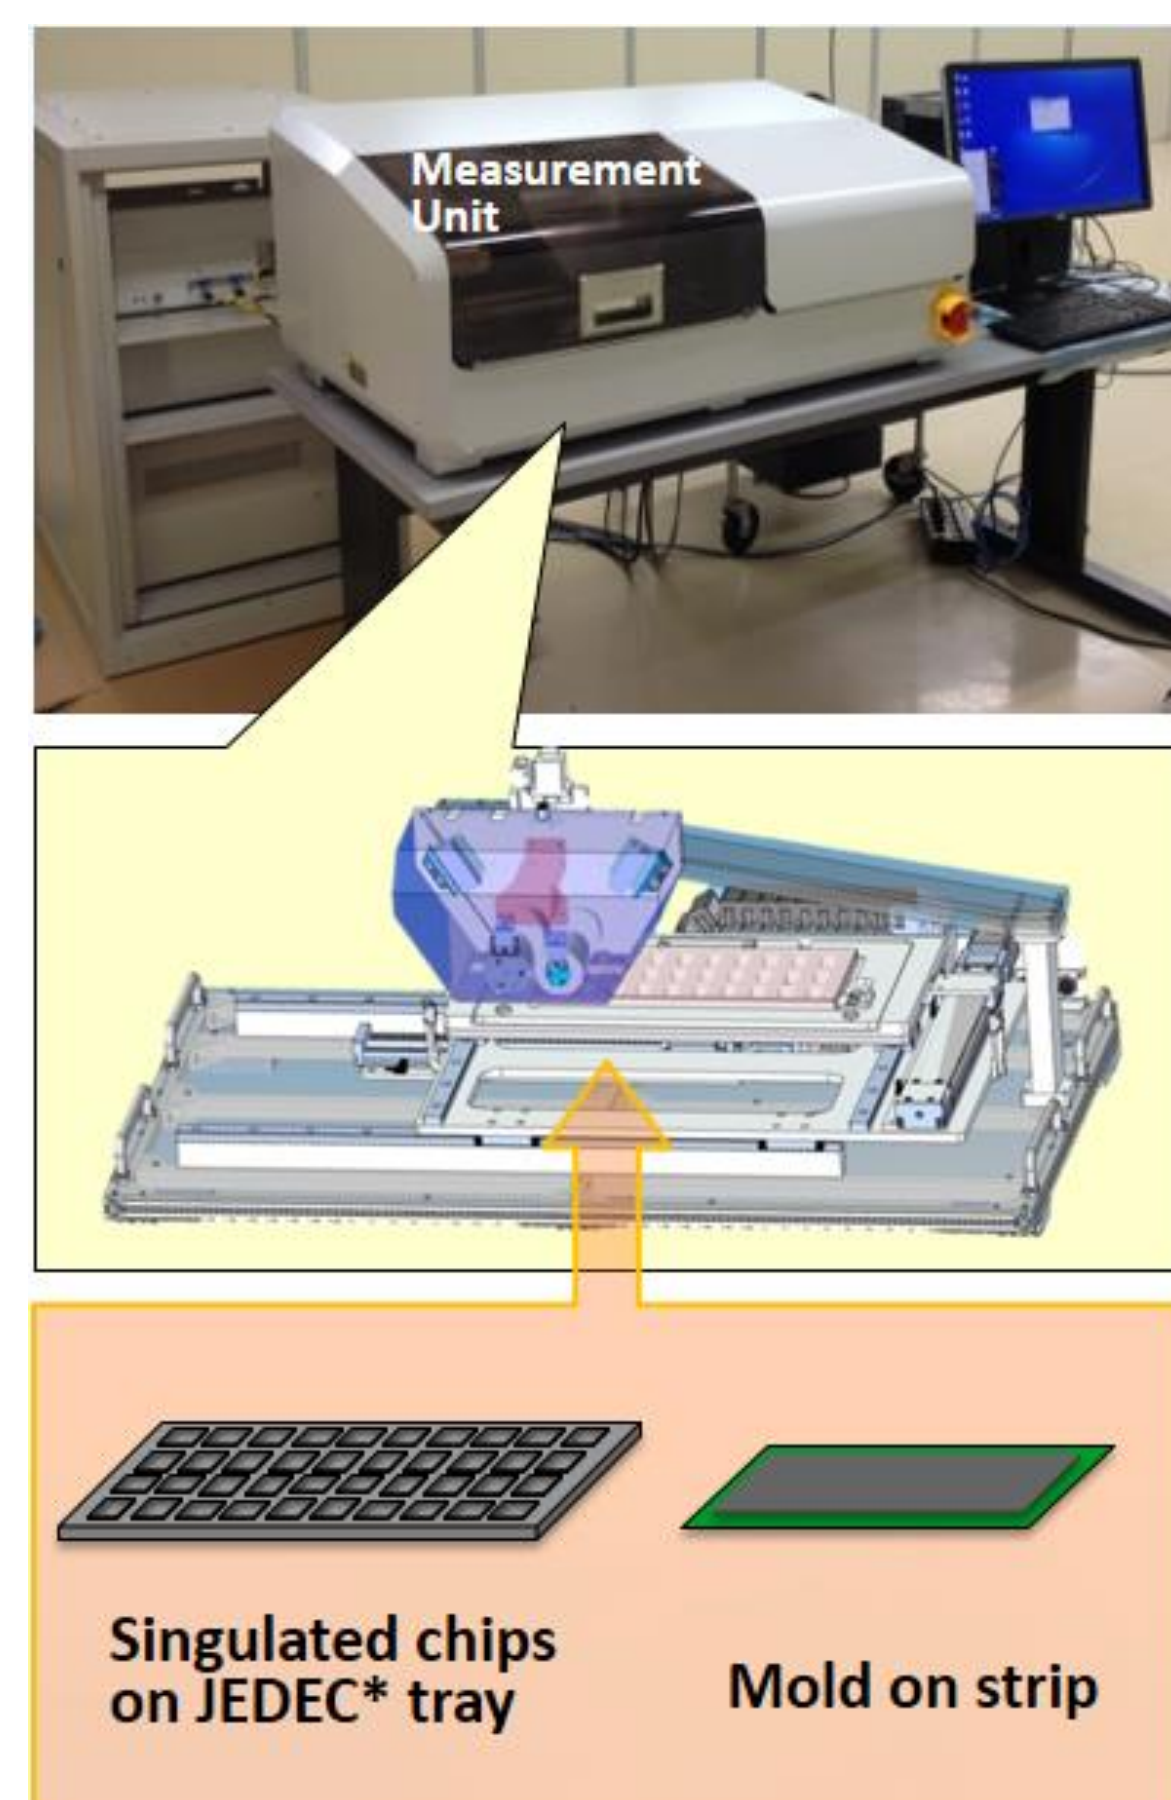 Measurement
Unit
Singulated chips
on JEDEC* tray
Mold on strip